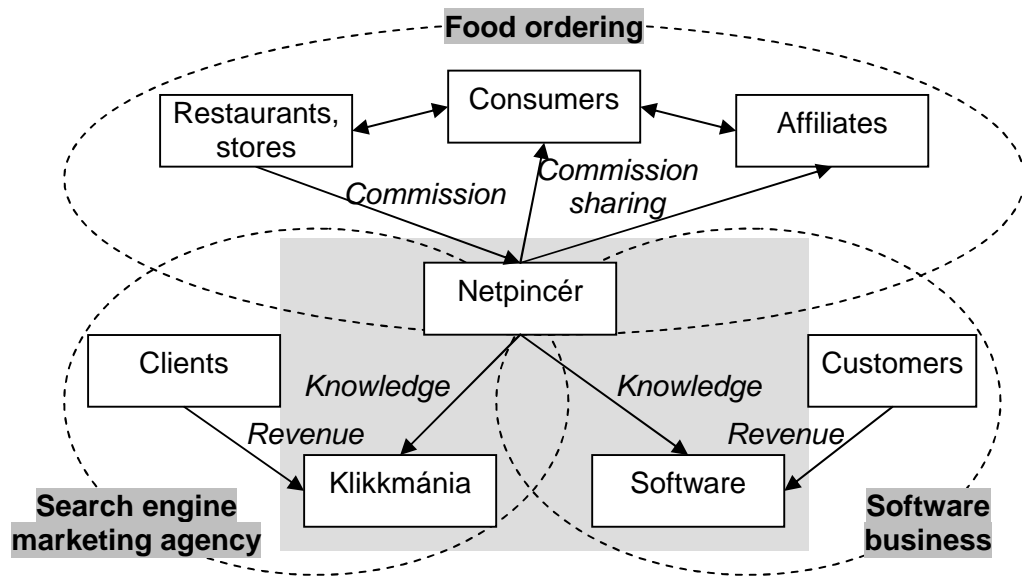 Food ordering
Restaurants,
stores
Consumers
Affiliates
Commission
Commission
sharing
Netpincér
Clients
Customers
Knowledge
Knowledge
Revenue
Revenue
Klikkmánia
Software
Search engine
marketing agency
Software
business